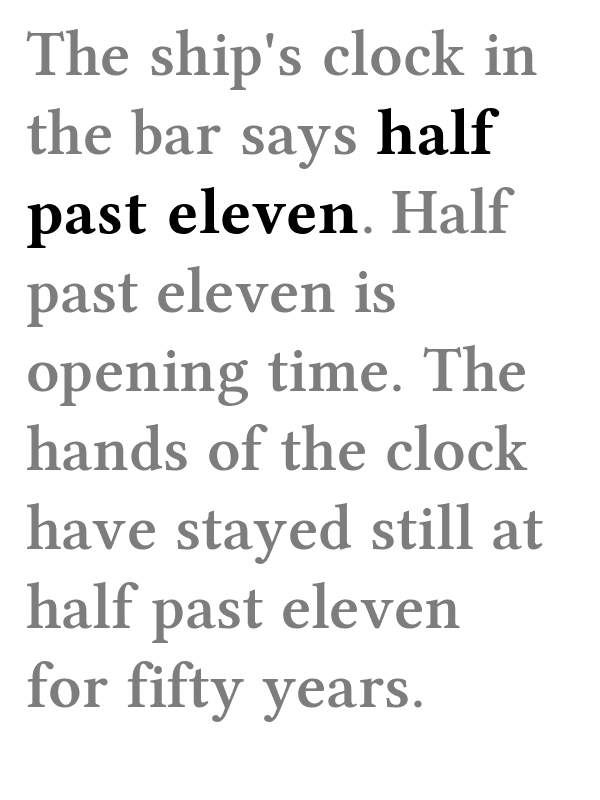 The ship's clock in
the bar says half
past eleven. Half
past eleven is
opening time. The
hands of the clock
have stayed still at
half past eleven
for fifty years.